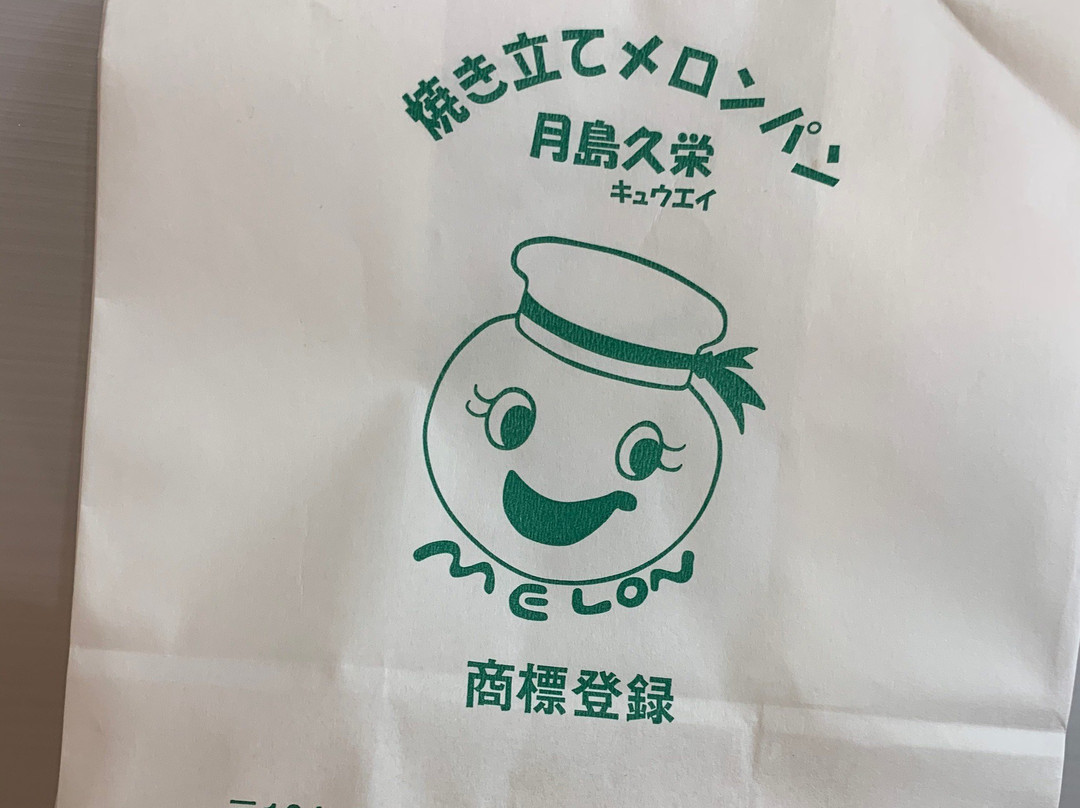 焼き立てメロンパン
月島久栄
キュウエイ
MELON
商標登録